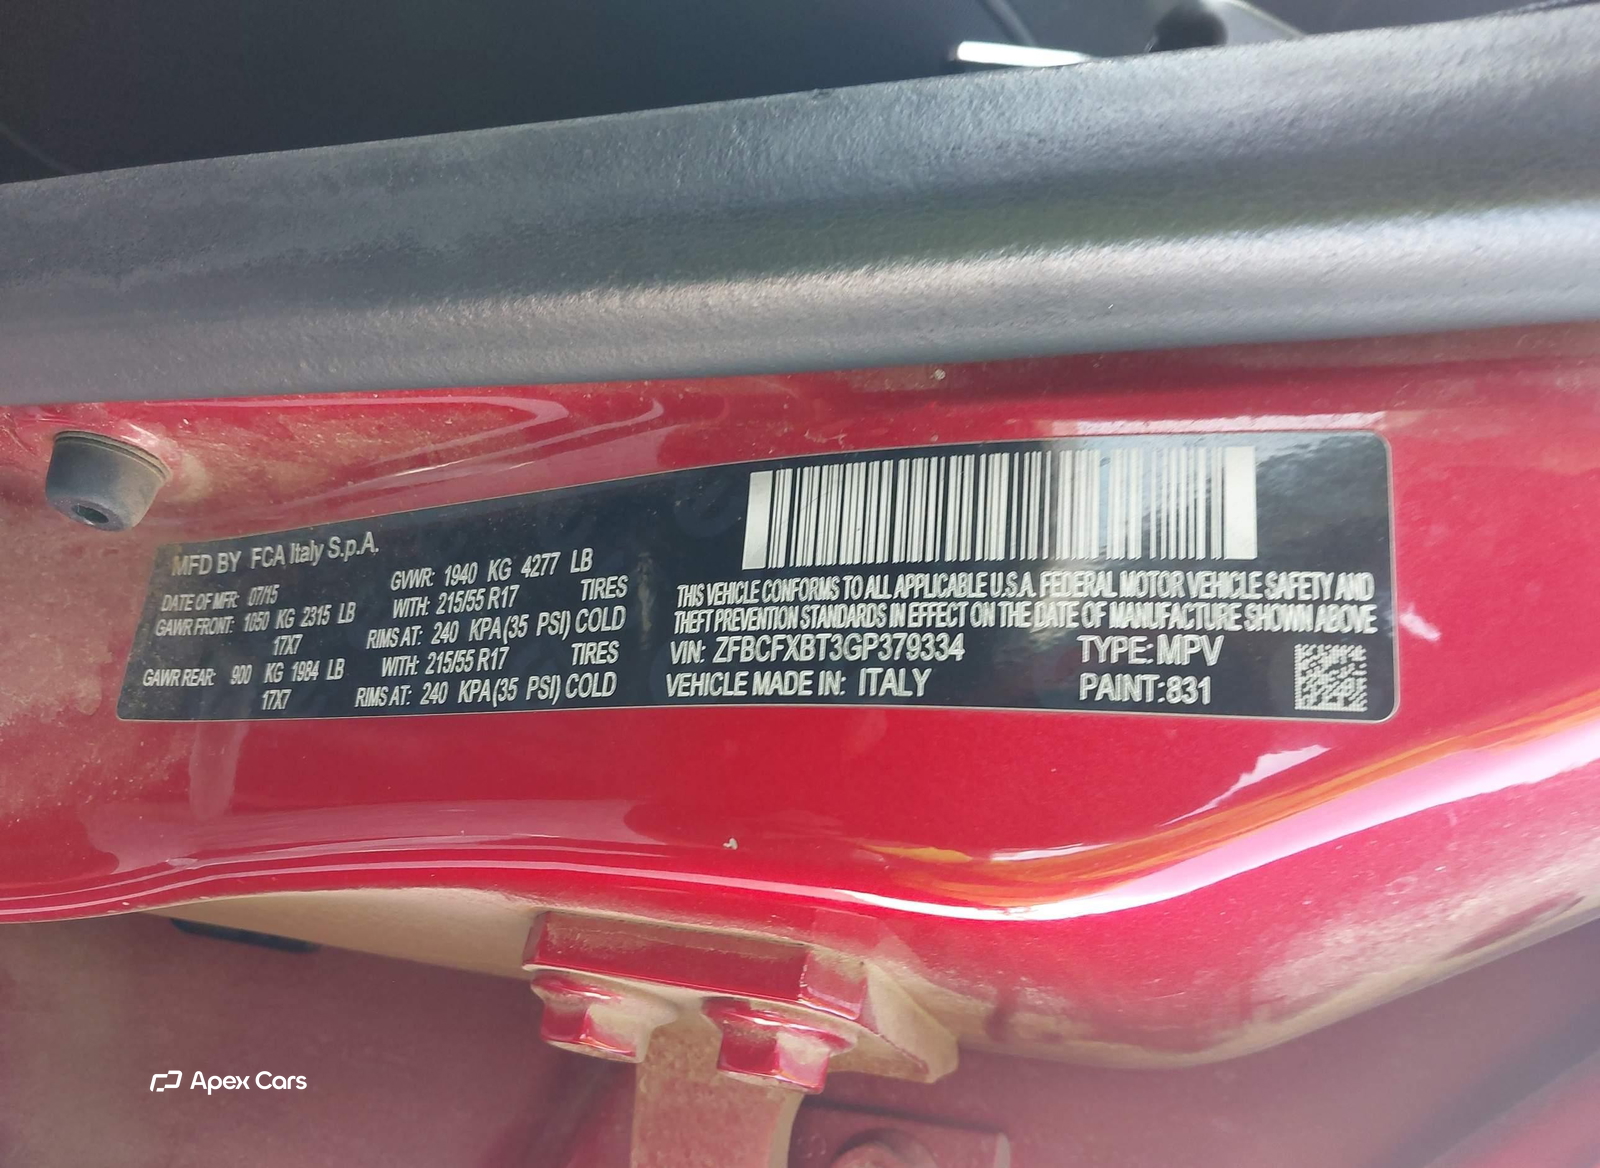 MFD BY FCA Italy S.p.A.
DATE OF MFR: 07/15
GAWR FRONT: 1050 KG 2315 LB
17X7
GAWR REAR: 900 KG 1984 LB
17X7
GVWR: 1940 KG 4277 LB
WITH: 215/55 R17 TIRES
RIMS AT: 240 KPA(35 PSI) COLD
WITH: 215/55 R17 TIRES
RIMS AT: 240 KPA(35 PSI) COLD
THIS VEHICLE CONFORMS TO ALL APPLICABLE U.S.A. FEDERAL MOTOR VEHICLE SAFETY AND
THEFT PREVENTION STANDARDS IN EFFECT ON THE DATE OF MANUFACTURE SHOWN ABOVE
VIN: ZFBCFXBT3GP379334 TYPE: MPV
VEHICLE MADE IN: ITALY PAINT: 831
Apex Cars